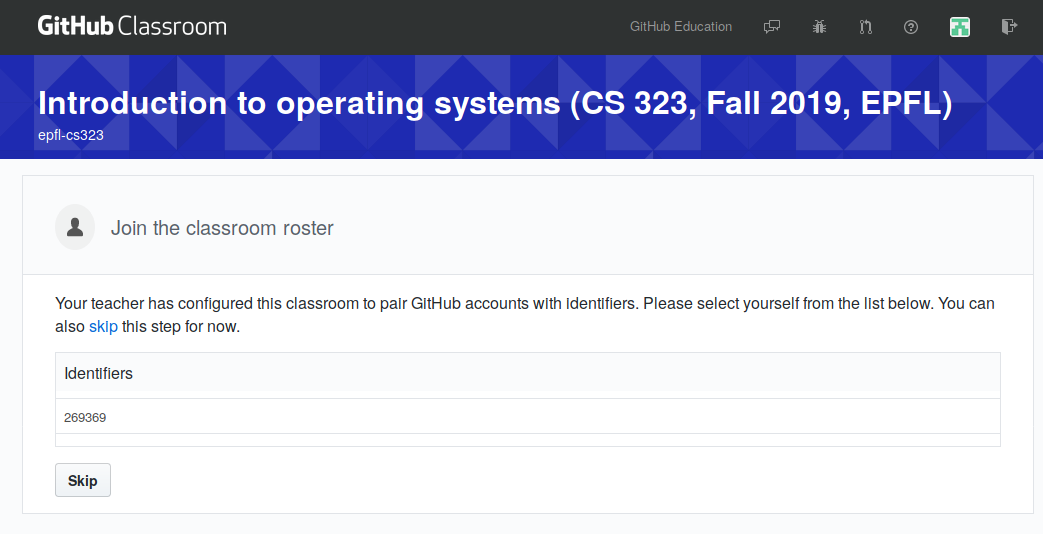 GitHub Classroom
GitHub Education
Introduction to operating systems (CS 323, Fall 2019, EPFL)
epfl-cs323
Join the classroom roster
Your teacher has configured this classroom to pair GitHub accounts with identifiers. Please select yourself from the list below. You can
also skip this step for now.
Identifiers
269369
Skip